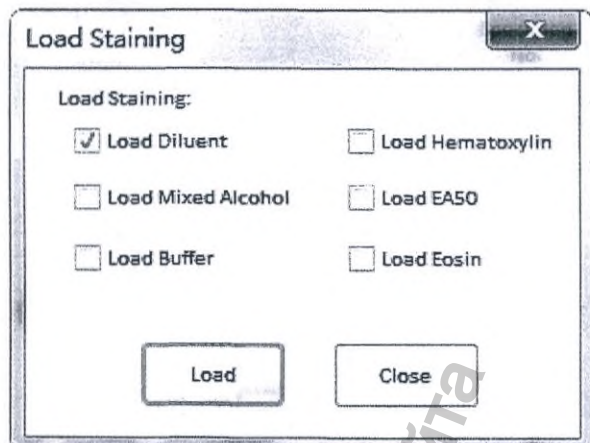 Load Staining
X
Load Staining:
Load Diluent
Load Hematoxylin
Load Mixed Alcohol
Load EA50
Load Buffer
Load Eosin
Load
Close